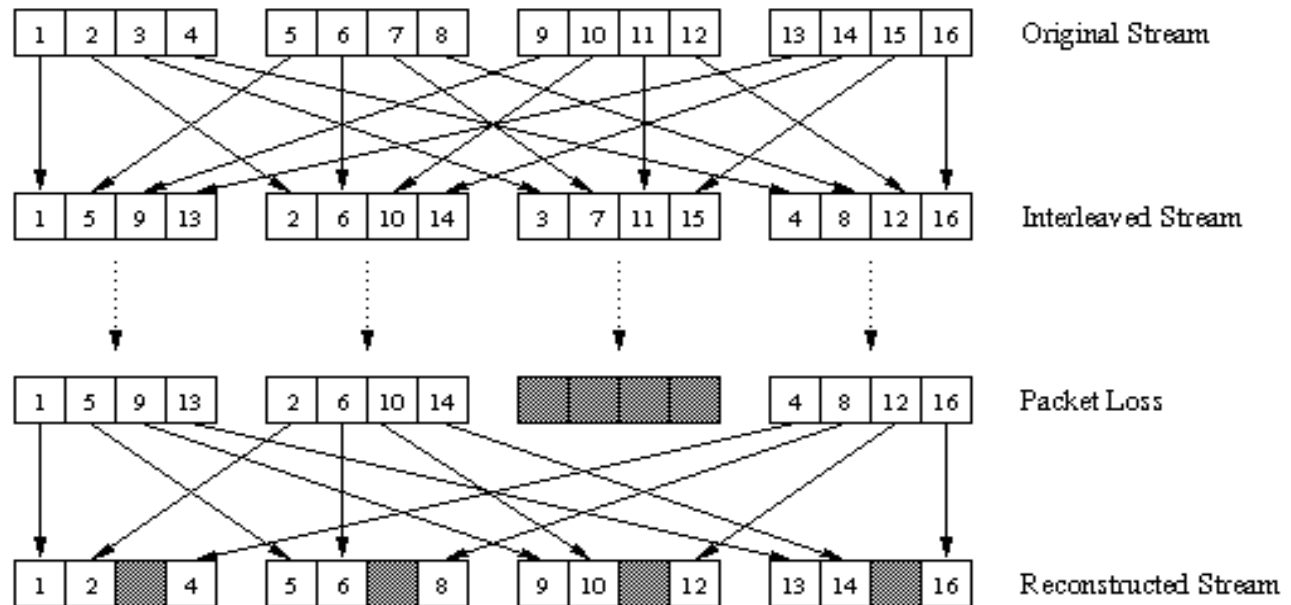 1 2 3 4 5 6 7 8 9 10 11 12 13 14 15 16 Original Stream
1 5 9 13 2 6 10 14 3 7 11 15 4 8 12 16 Interleaved Stream
1 5 9 13 2 6 10 14 4 8 12 16 Packet Loss
1 2 4 5 6 8 9 10 12 13 14 16 Reconstructed Stream